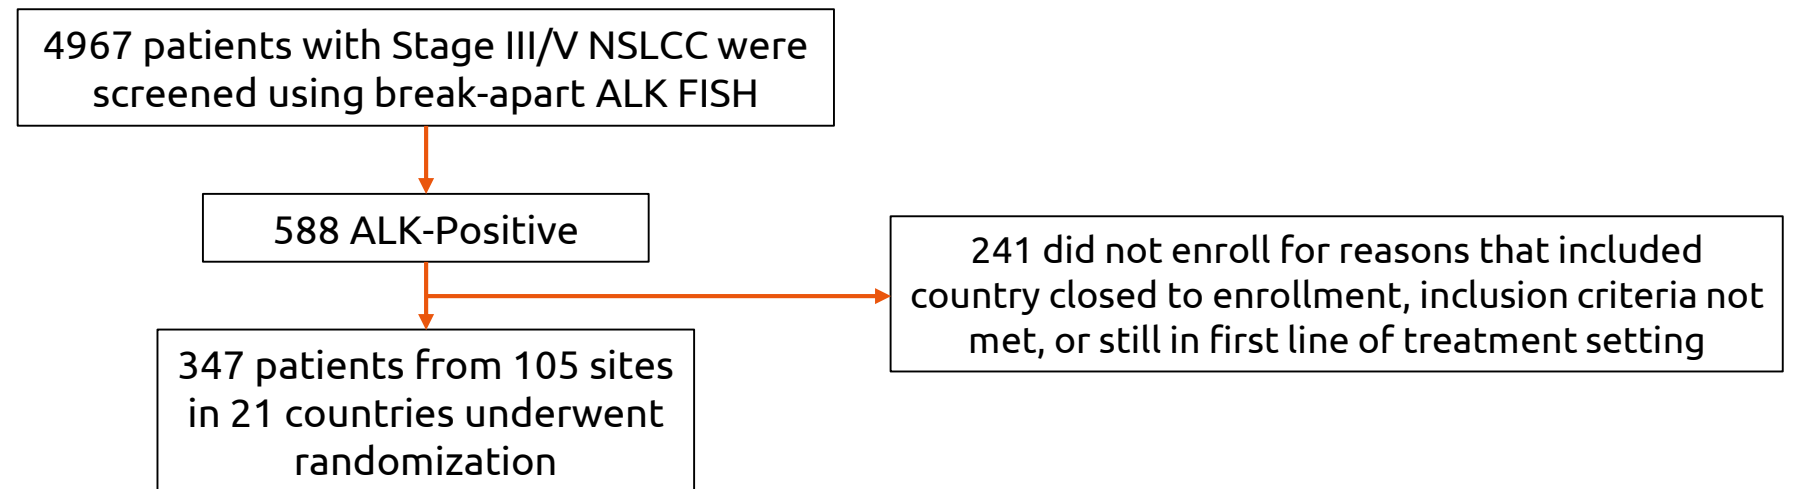 4967 patients with Stage III/V NSLCC were
screened using break-apart ALK FISH
588 ALK-Positive
241 did not enroll for reasons that included
country closed to enrollment, inclusion criteria not
met, or still in first line of treatment setting
347 patients from 105 sites
in 21 countries underwent
randomization